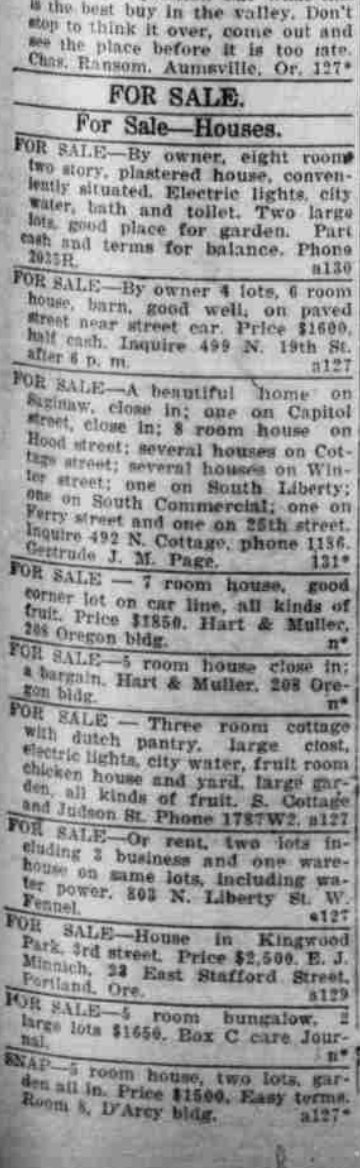 is the best buy in the valley. Don't
stop to think it over, come out and
see the place before it is too late.
Chas. Ransom, Aumsville, Or. 127*
FOR SALE.
For Sale—Houses.
FOR SALE—By owner, eight room
two story, plastered house, conven-
iently situated. Electric lights, city
water, bath and toilet. Two large
lots, good place for garden. Part
cash and terms for balance. Phone
2035R. a130
FOR SALE—By owner 4 lots, 6 room
house, barn, good well, on paved
street near street car. Price $1600,
half cash. Inquire 499 N. 19th St.
after 6 p. m. a127
FOR SALE—A beautiful home on
Saginaw, close in; one on Capitol
street, close in; 8 room house on
Hood street; several houses on Cot-
tage street; several houses on Win-
ter street; one on South Liberty;
one on South Commercial; one on
Ferry street and one on 25th street.
Inquire 492 N. Cottage, phone 1186.
Gertrude J. M. Page. 131*
FOR SALE — 7 room house, good
corner lot on car line, all kinds of
fruit. Price $1850. Hart & Muller,
208 Oregon bldg. n*
FOR SALE—5 room house close in;
a bargain. Hart & Muller, 208 Ore-
gon bldg. n*
FOR SALE — Three room cottage
with dutch pantry, large clost,
electric lights, city water, fruit room
chicken house and yard, large gar-
den, all kinds of fruit. S. Cottage
and Judson St. Phone 1787W2. a127
FOR SALE—Or rent, two lots in-
cluding 3 business and one ware-
house on same lots, including wa-
ter power. 803 N. Liberty St. W.
Fennel. a127
FOR SALE—House in Kingwood
Park, 3rd street. Price $2,500. E. J.
Minnich, 23 East Stafford Street,
Portland, Ore. a129
FOR SALE—5 room bungalow, 2
large lots $1650. Box C care Jour-
nal. n*
SNAP—5 room house, two lots, gar-
den all in. Price $1500. Easy terms.
Room 8, D'Arcy bldg. a127*